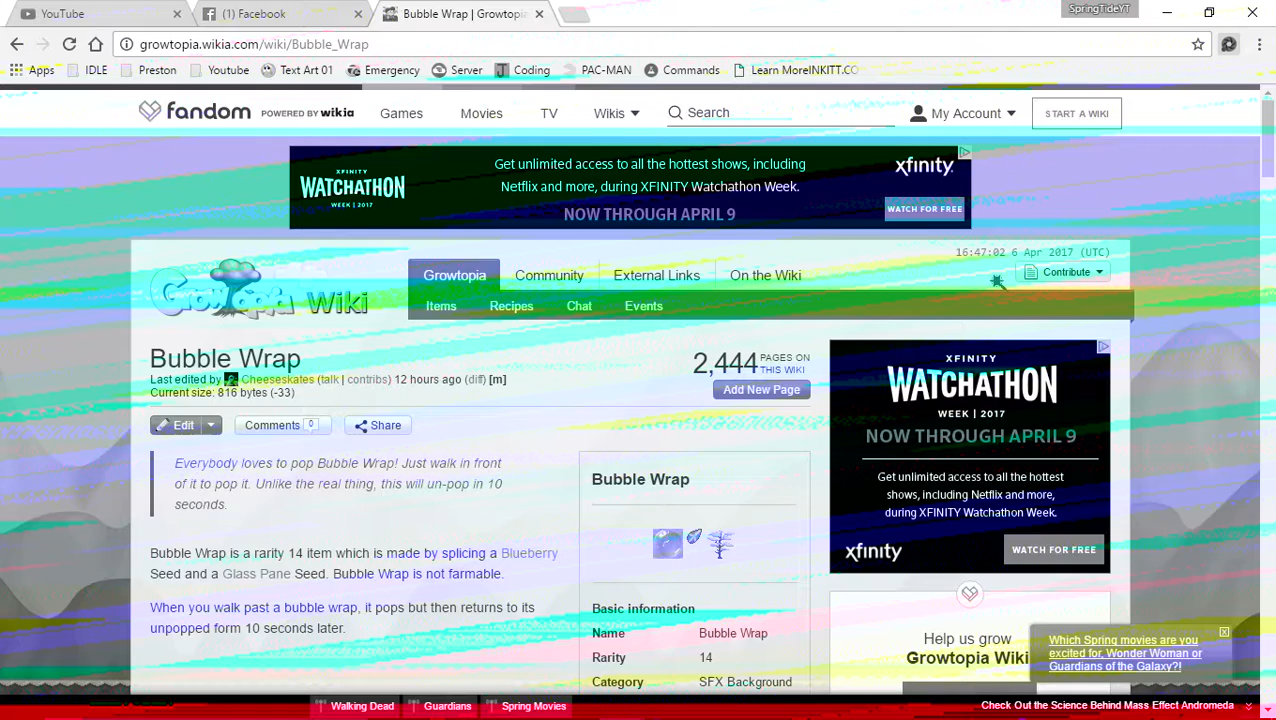 YouTube
(1) Facebook
Bubble Wrap | Growtopia
SpringTideYT
growtopia.wikia.com/wiki/Bubble_Wrap
Apps IDLE Preston Youtube Text Art 01 Emergency Server Coding PAC-MAN Commands Learn MoreINKITT.CO
fandom POWERED BY wikia Games Movies TV Wikis Search My Account START A WIKI
XFINITY
WATCHATHON
WEEK | 2017
Get unlimited access to all the hottest shows, including
Netflix and more, during XFINITY Watchathon Week.
NOW THROUGH APRIL 9
xfinity
WATCH FOR FREE
16:47:02 6 Apr 2017 (UTC)
Growtopia Wiki
Growtopia Community External Links On the Wiki
Contribute
Items Recipes Chat Events
Bubble Wrap
Last edited by Cheeseskates (talk | contribs) 12 hours ago (diff) [m]
Current size: 816 bytes (-33)
2,444 PAGES ON
THIS WIKI
Add New Page
Edit Comments 0 Share
Everybody loves to pop Bubble Wrap! Just walk in front
of it to pop it. Unlike the real thing, this will un-pop in 10
seconds.
Bubble Wrap is a rarity 14 item which is made by splicing a Blueberry
Seed and a Glass Pane Seed. Bubble Wrap is not farmable.
When you walk past a bubble wrap, it pops but then returns to its
unpopped form 10 seconds later.
Bubble Wrap
Basic information
Name Bubble Wrap
Rarity 14
Category SFX Background
XFINITY
WATCHATHON
WEEK | 2017
NOW THROUGH APRIL 9
Get unlimited access to all the hottest
shows, including Netflix and more,
during XFINITY Watchathon Week.
xfinity
WATCH FOR FREE
Help us grow
Growtopia Wiki
Which Spring movies are you
excited for, Wonder Woman or
Guardians of the Galaxy?!
Walking Dead Guardians Spring Movies
Check Out the Science Behind Mass Effect Andromeda